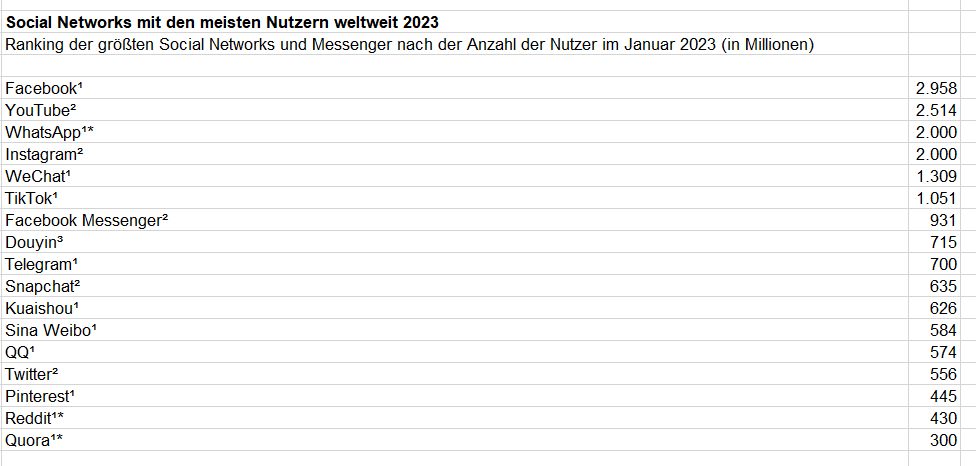 Social Networks mit den meisten Nutzern weltweit 2023
Ranking der größten Social Networks und Messenger nach der Anzahl der Nutzer im Januar 2023 (in Millionen)
Facebook¹ 2.958
YouTube² 2.514
WhatsApp¹* 2.000
Instagram² 2.000
WeChat¹ 1.309
TikTok¹ 1.051
Facebook Messenger² 931
Douyin³ 715
Telegram¹ 700
Snapchat² 635
Kuaishou¹ 626
Sina Weibo¹ 584
QQ¹ 574
Twitter² 556
Pinterest¹ 445
Reddit¹* 430
Quora¹* 300